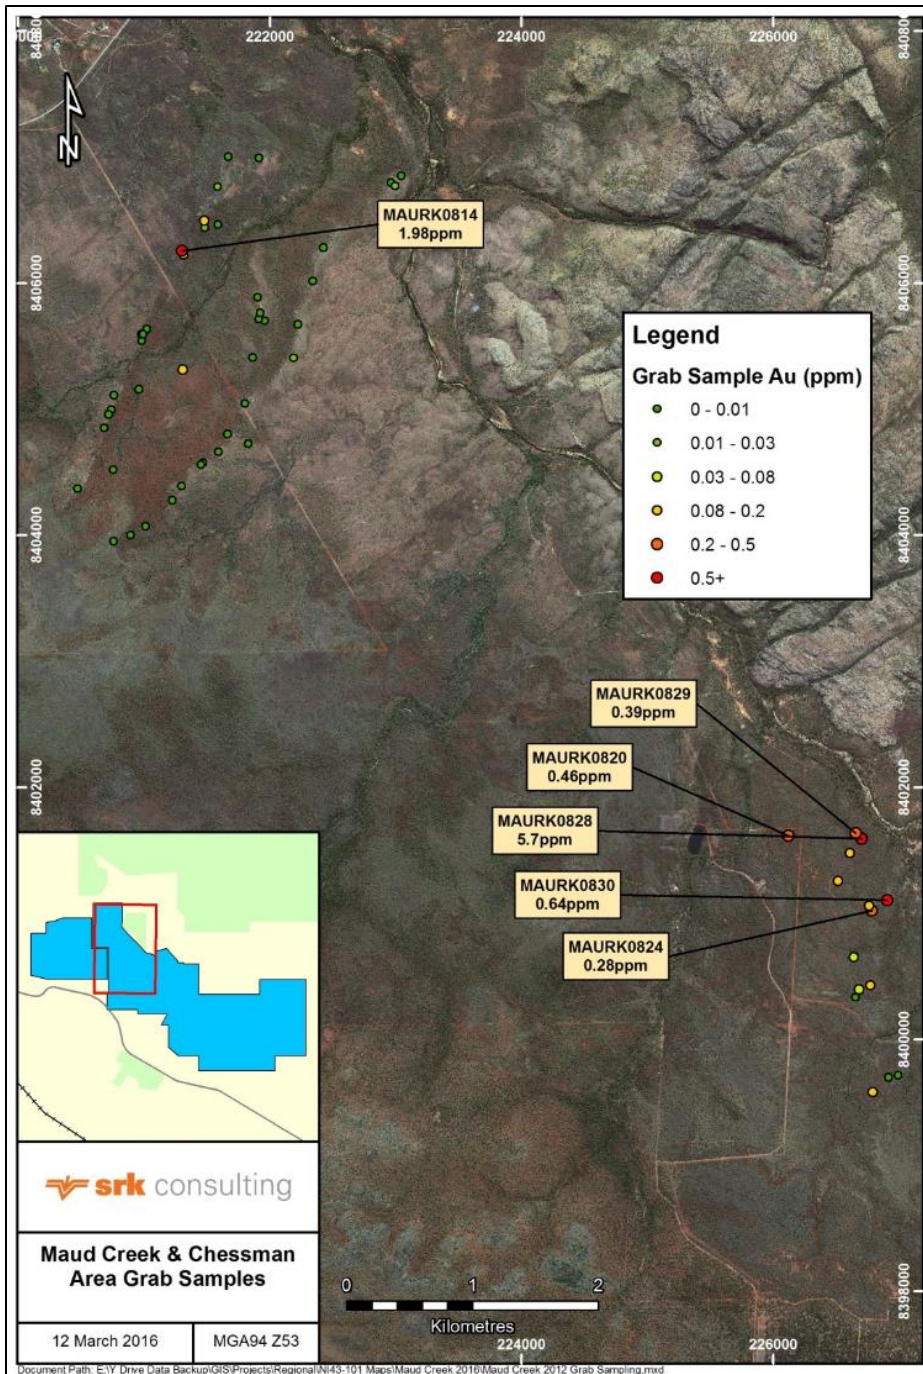 222000
224000
226000
8408000
8408000
N
MAURK0814
1.98ppm
8406000
8406000
Legend
Grab Sample Au (ppm)
0 - 0.01
0.01 - 0.03
0.03 - 0.08
0.08 - 0.2
0.2 - 0.5
0.5+
8404000
8404000
MAURK0829
0.39ppm
MAURK0820
0.46ppm
8402000
8402000
MAURK0828
5.7ppm
MAURK0830
0.64ppm
MAURK0824
0.28ppm
8400000
srk consulting
Maud Creek & Chessman
Area Grab Samples
0 1 2
Kilometres
8398000
12 March 2016
MGA94 Z53
224000
226000
Document Path: E:\Y Drive Data Backup\GIS\Projects\Regional\NI43-101 Maps\Maud Creek 2016\Maud Creek 2012 Grab Sampling.mxd